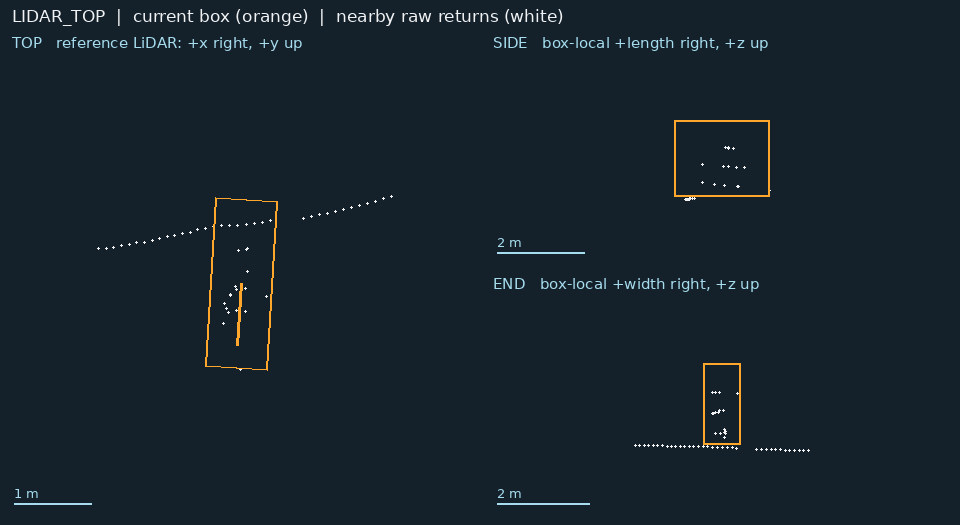 LIDAR_TOP | current box (orange) | nearby raw returns (white)
TOP reference LiDAR: +x right, +y up
SIDE box-local +length right, +z up
2 m
END box-local +width right, +z up
1 m
2 m